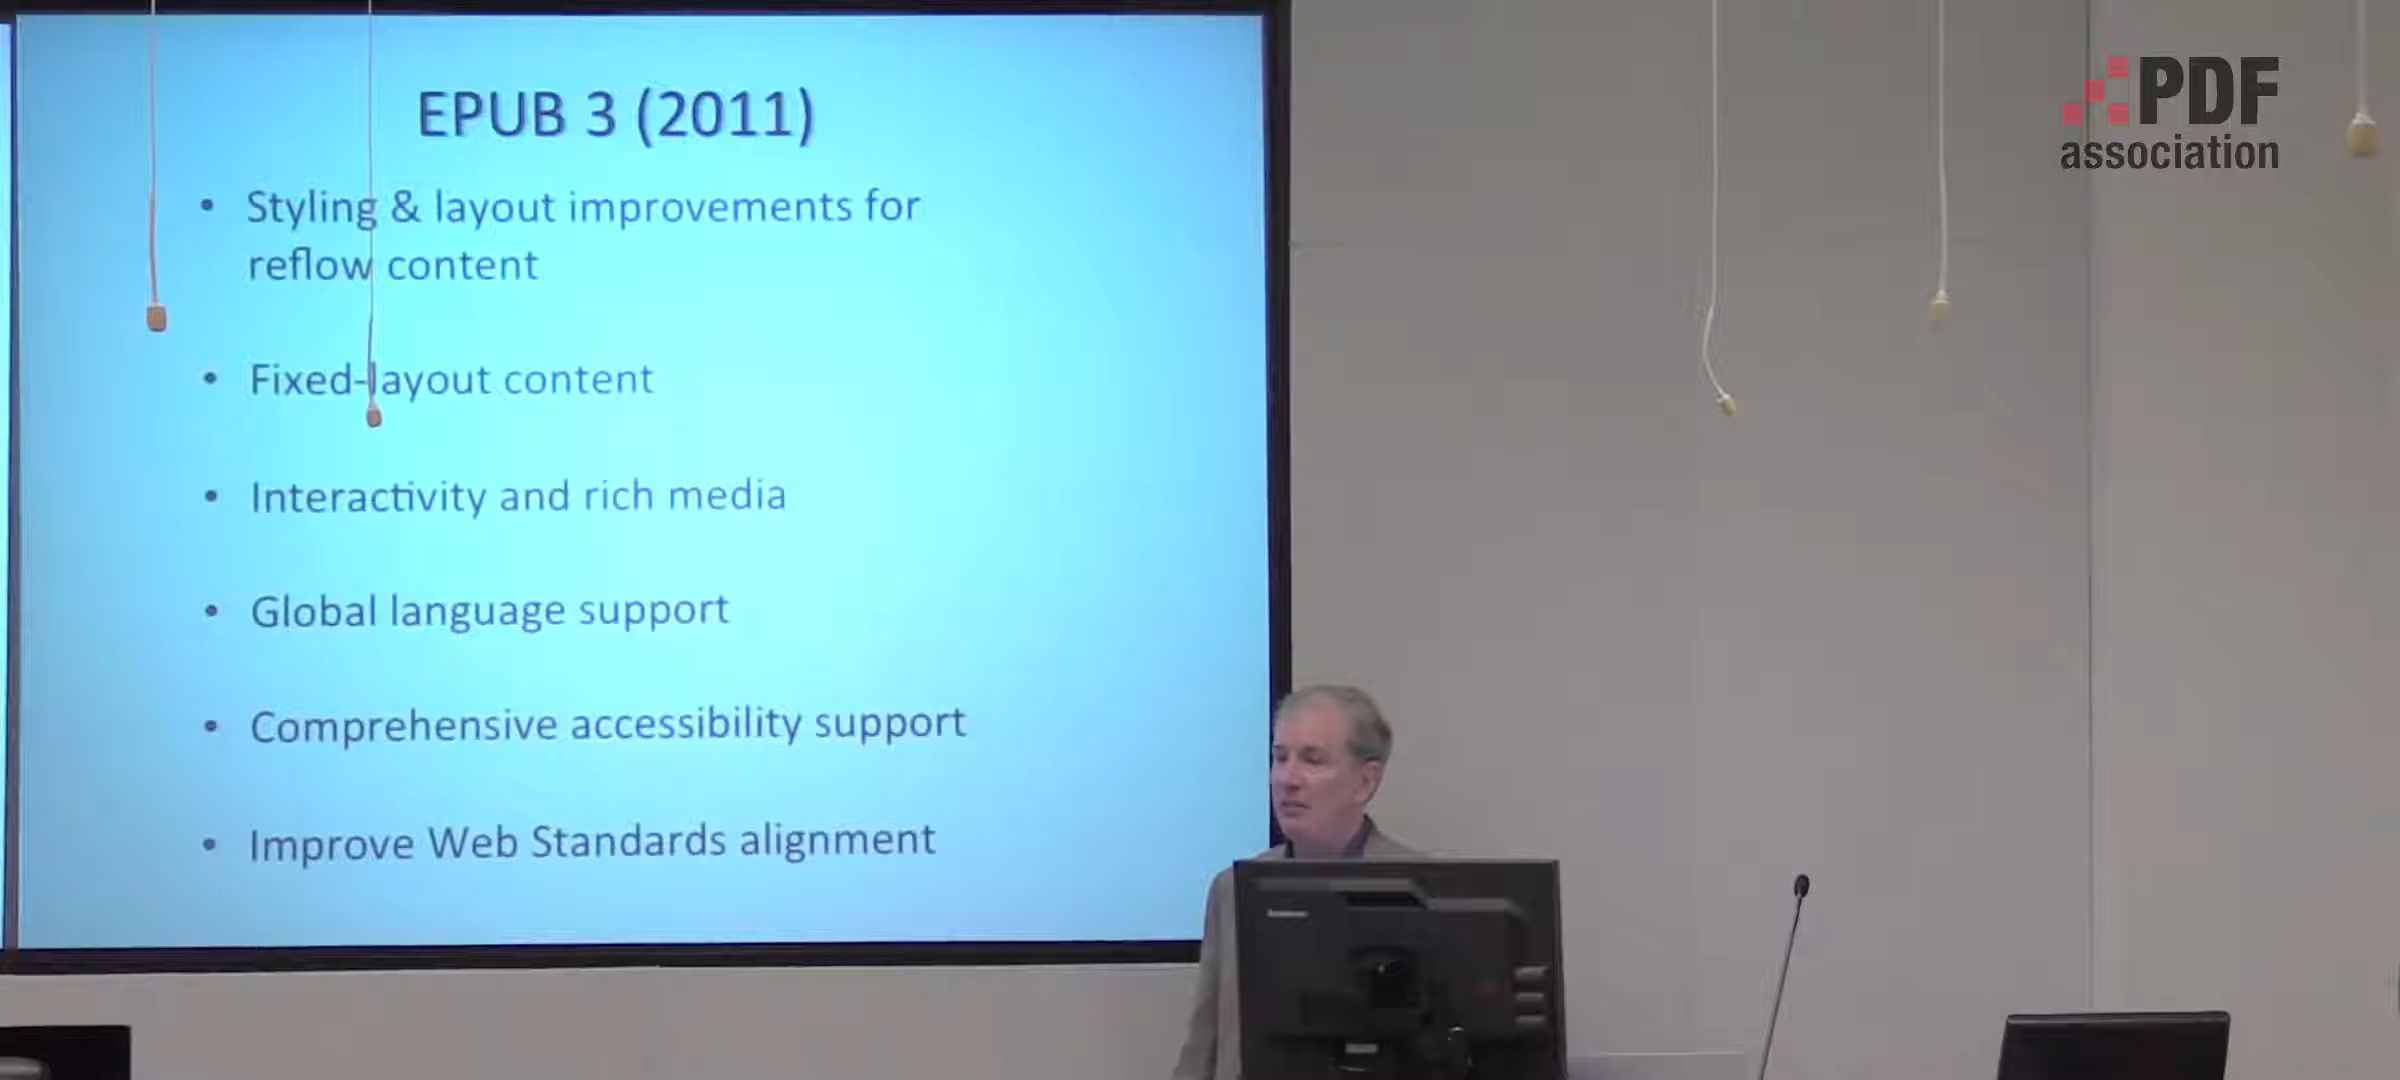 EPUB 3 (2011)
• Styling & layout improvements for
reflow content
• Fixed-layout content
• Interactivity and rich media
• Global language support
• Comprehensive accessibility support
• Improve Web Standards alignment
PDF
association